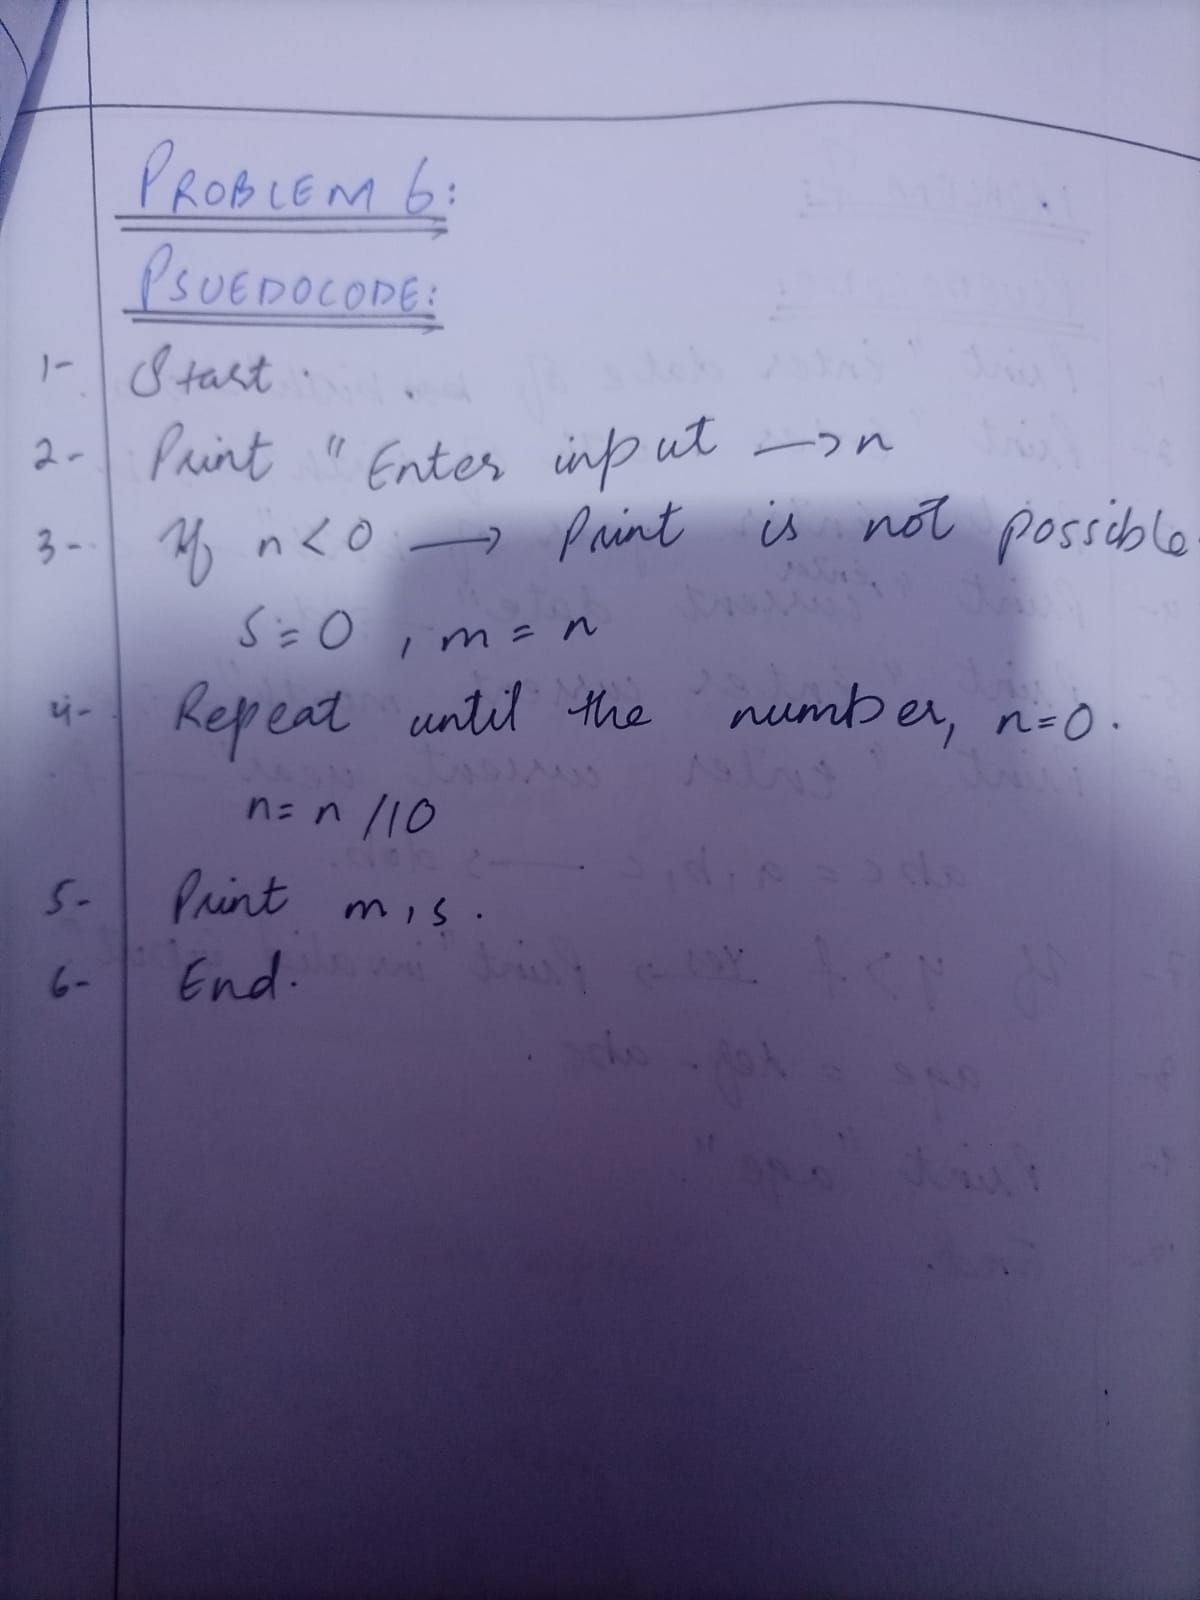 PROBLEM 6:
PSUEDOCODE:
1- Start.
2- Print "Enter input →n
3- If n<0 → Print is not possible.
S=0, m=n
4- Repeat until the number, n=0.
n=n/10
5- Print m,s.
6- End.